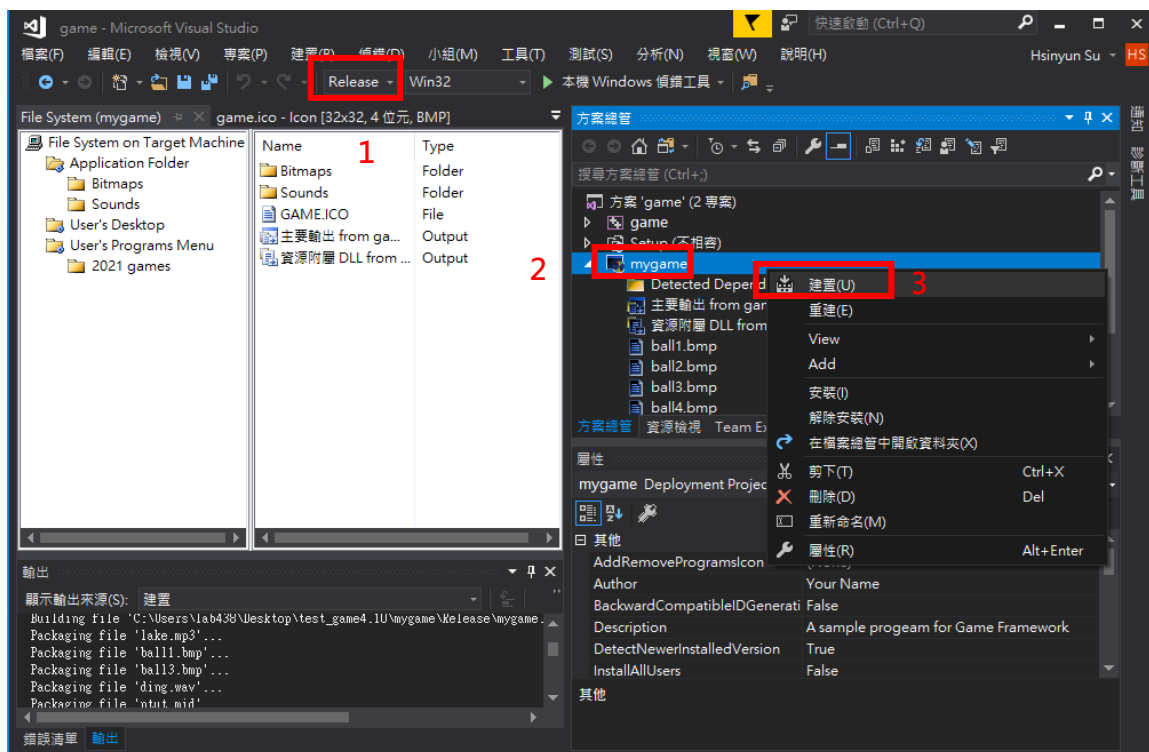 game - Microsoft Visual Studio
快速啟動 (Ctrl+Q)
檔案(F) 編輯(E) 檢視(V) 專案(P) 建置(B) 偵錯(D) 小組(M) 工具(T) 測試(S) 分析(N) 視窗(W) 說明(H)
Hsinyun Su HS
Release Win32 本機 Windows 偵錯工具
File System (mygame) game.ico - Icon [32x32, 4 位元, BMP]
File System on Target Machine
Application Folder
Bitmaps
Sounds
User's Desktop
User's Programs Menu
2021 games
Name Type
1
Bitmaps Folder
Sounds Folder
GAME.ICO File
主要輸出 from ga... Output
資源附屬 DLL from ... Output
2
方案總管
搜尋方案總管 (Ctrl+;)
方案 'game' (2 專案)
game
Setup (不相容)
mygame
Detected Depend
主要輸出 from gar
資源附屬 DLL from
ball1.bmp
ball2.bmp
ball3.bmp
ball4.bmp
方案總管 資源檢視 Team Ex
建置(U)
3
重建(E)
View
Add
安裝(I)
解除安裝(N)
在檔案總管中開啟資料夾(X)
剪下(T) Ctrl+X
刪除(D) Del
重新命名(M)
屬性(R) Alt+Enter
屬性
mygame Deployment Projec
其他
AddRemoveProgramsIcon
Author Your Name
BackwardCompatibleIDGenerati False
Description A sample progeam for Game Framework
DetectNewerInstalledVersion True
InstallAllUsers False
其他
輸出
顯示輸出來源(S): 建置
Building file 'C:\Users\lab438\Desktop\test_game4.10\mygame\Release\mygame.
Packaging file 'lake.mp3'...
Packaging file 'ball1.bmp'...
Packaging file 'ball3.bmp'...
Packaging file 'ding.wav'...
Packaging file 'ntut.mid'
錯誤清單 輸出
通知
診斷工具